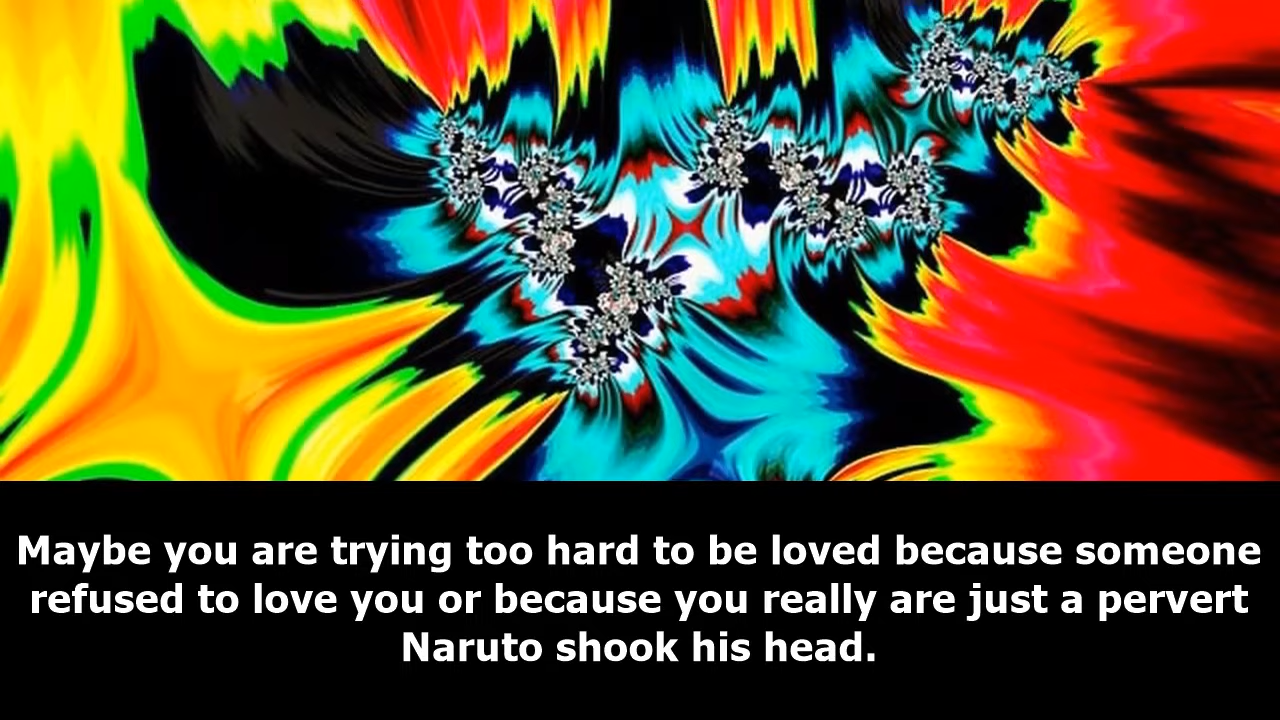 Maybe you are trying too hard to be loved because someone
refused to love you or because you really are just a pervert
Naruto shook his head.